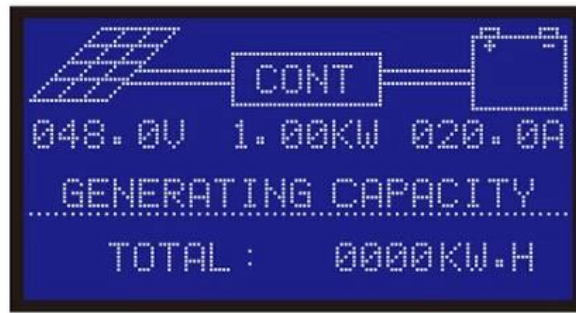 CONT
+ -
048.0V 1.00KW 020.0A
GENERATING CAPACITY
TOTAL: 0000KW.H